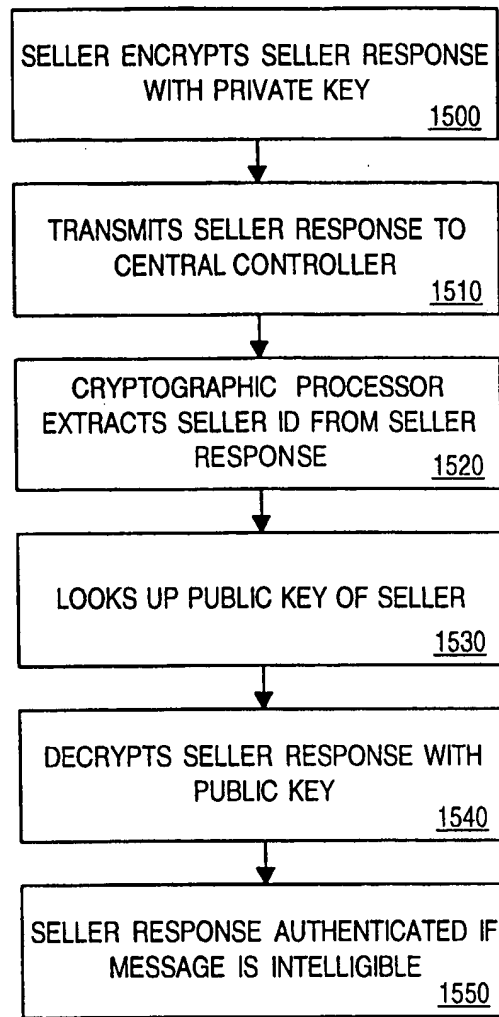 SELLER ENCRYPTS SELLER RESPONSE
WITH PRIVATE KEY
1500
TRANSMITS SELLER RESPONSE TO
CENTRAL CONTROLLER
1510
CRYPTOGRAPHIC PROCESSOR
EXTRACTS SELLER ID FROM SELLER
RESPONSE
1520
LOOKS UP PUBLIC KEY OF SELLER
1530
DECRYPTS SELLER RESPONSE WITH
PUBLIC KEY
1540
SELLER RESPONSE AUTHENTICATED IF
MESSAGE IS INTELLIGIBLE
1550